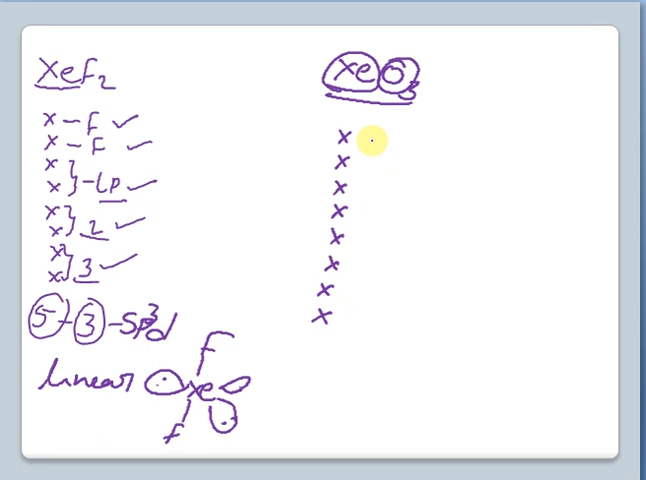 XeF2
XeO3
x - F ✓
x - F ✓
x
x } - LP ✓
x
x } 2 ✓
x
x } 3 ✓
x
x
x
x
x
x
x
x
5 - 3 - sp3d
linear
F
Xe
F